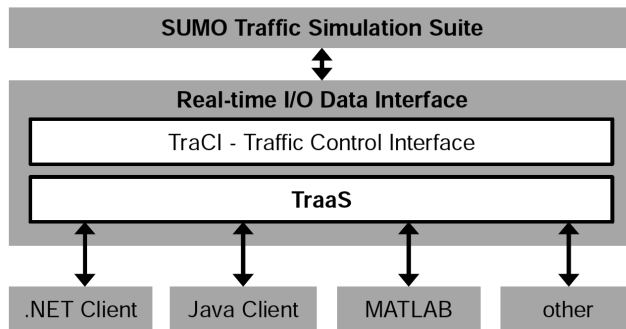 SUMO Traffic Simulation Suite
Real-time I/O Data Interface
TraCI - Traffic Control Interface
TraaS
.NET Client
Java Client
MATLAB
other